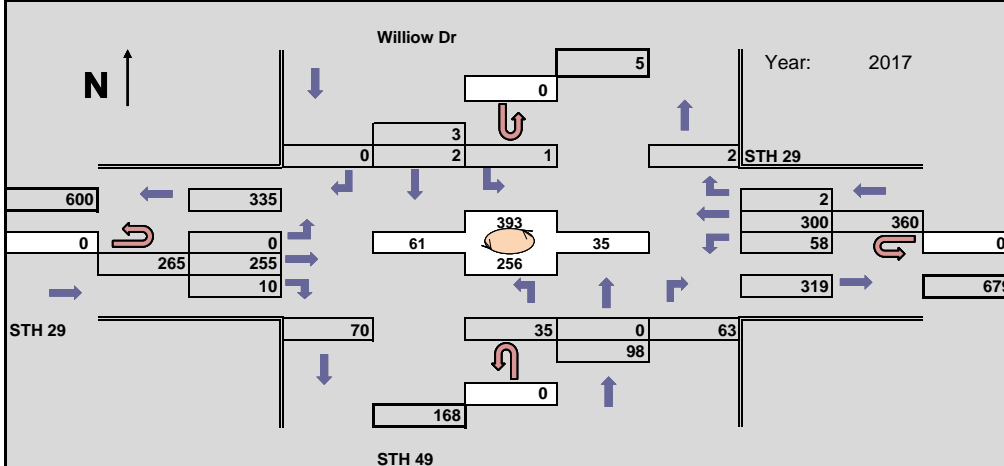 Williow Dr
5
Year: 2017
N
0
3
0 2 1 2 STH 29
600 335 2
393 300 360
0 0 61 35 58 0
265 255 256
10 319 679
STH 29 70 35 0 63
98
0
168
STH 49